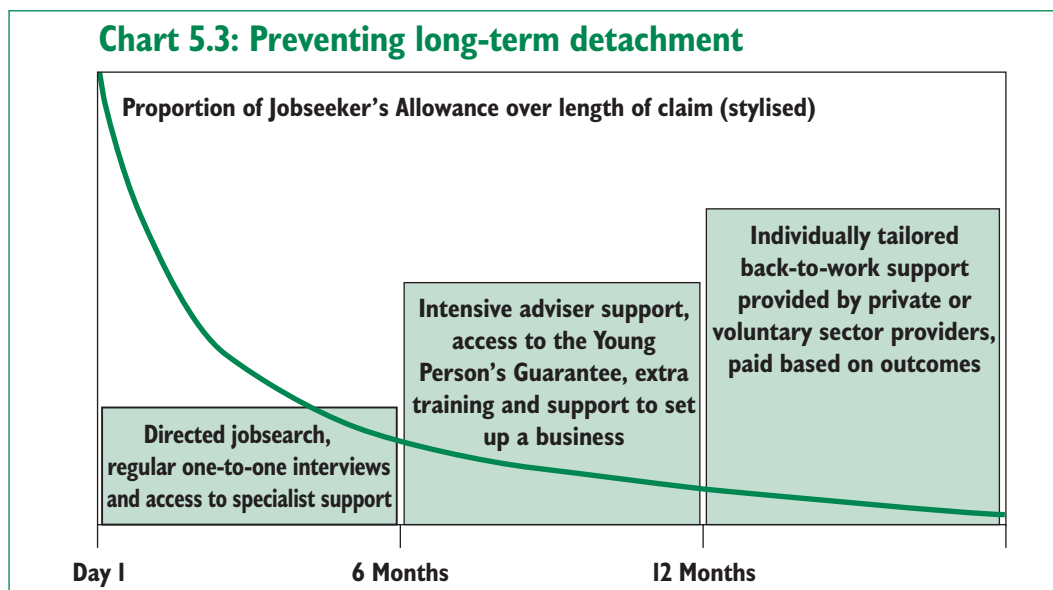 Chart 5.3: Preventing long-term detachment
Proportion of Jobseeker's Allowance over length of claim (stylised)
Directed jobsearch,
regular one-to-one interviews
and access to specialist support
Intensive adviser support,
access to the Young
Person's Guarantee, extra
training and support to set
up a business
Individually tailored
back-to-work support
provided by private or
voluntary sector providers,
paid based on outcomes
Day 1
6 Months
12 Months